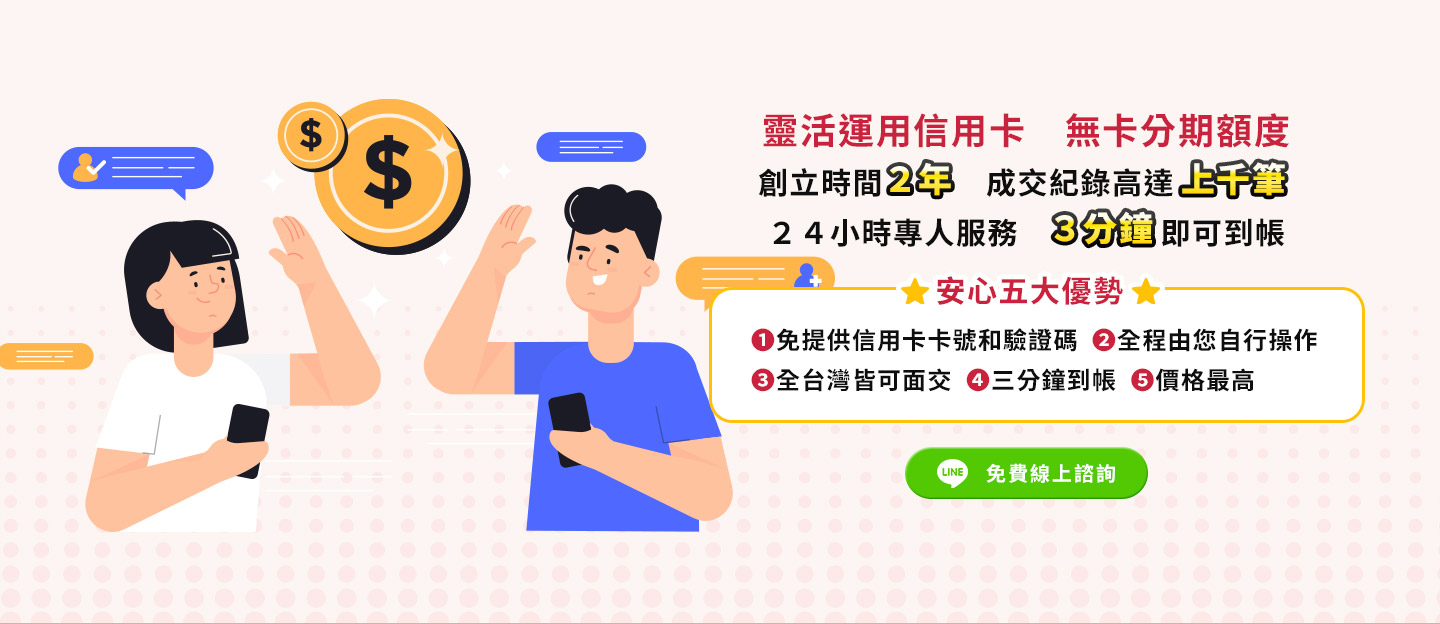 靈活運用信用卡　無卡分期額度
創立時間2年　成交紀錄高達上千筆
２４小時專人服務　3分鐘即可到帳
安心五大優勢
❶免提供信用卡卡號和驗證碼 ❷全程由您自行操作
❸全台灣皆可面交 ❹三分鐘到帳 ❺價格最高
LINE 免費線上諮詢
$
$